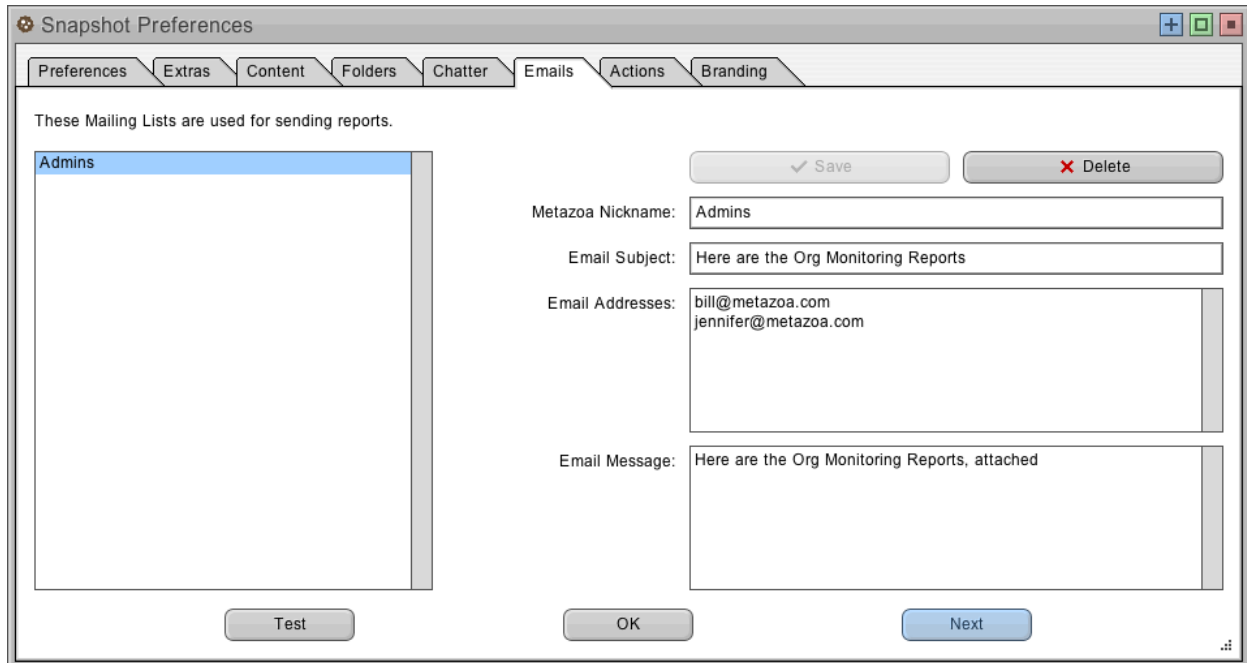 Snapshot Preferences
Preferences Extras Content Folders Chatter Emails Actions Branding
These Mailing Lists are used for sending reports.
Admins
Save Delete
Metazoa Nickname: Admins
Email Subject: Here are the Org Monitoring Reports
Email Addresses: bill@metazoa.com
jennifer@metazoa.com
Email Message: Here are the Org Monitoring Reports, attached
Test OK Next